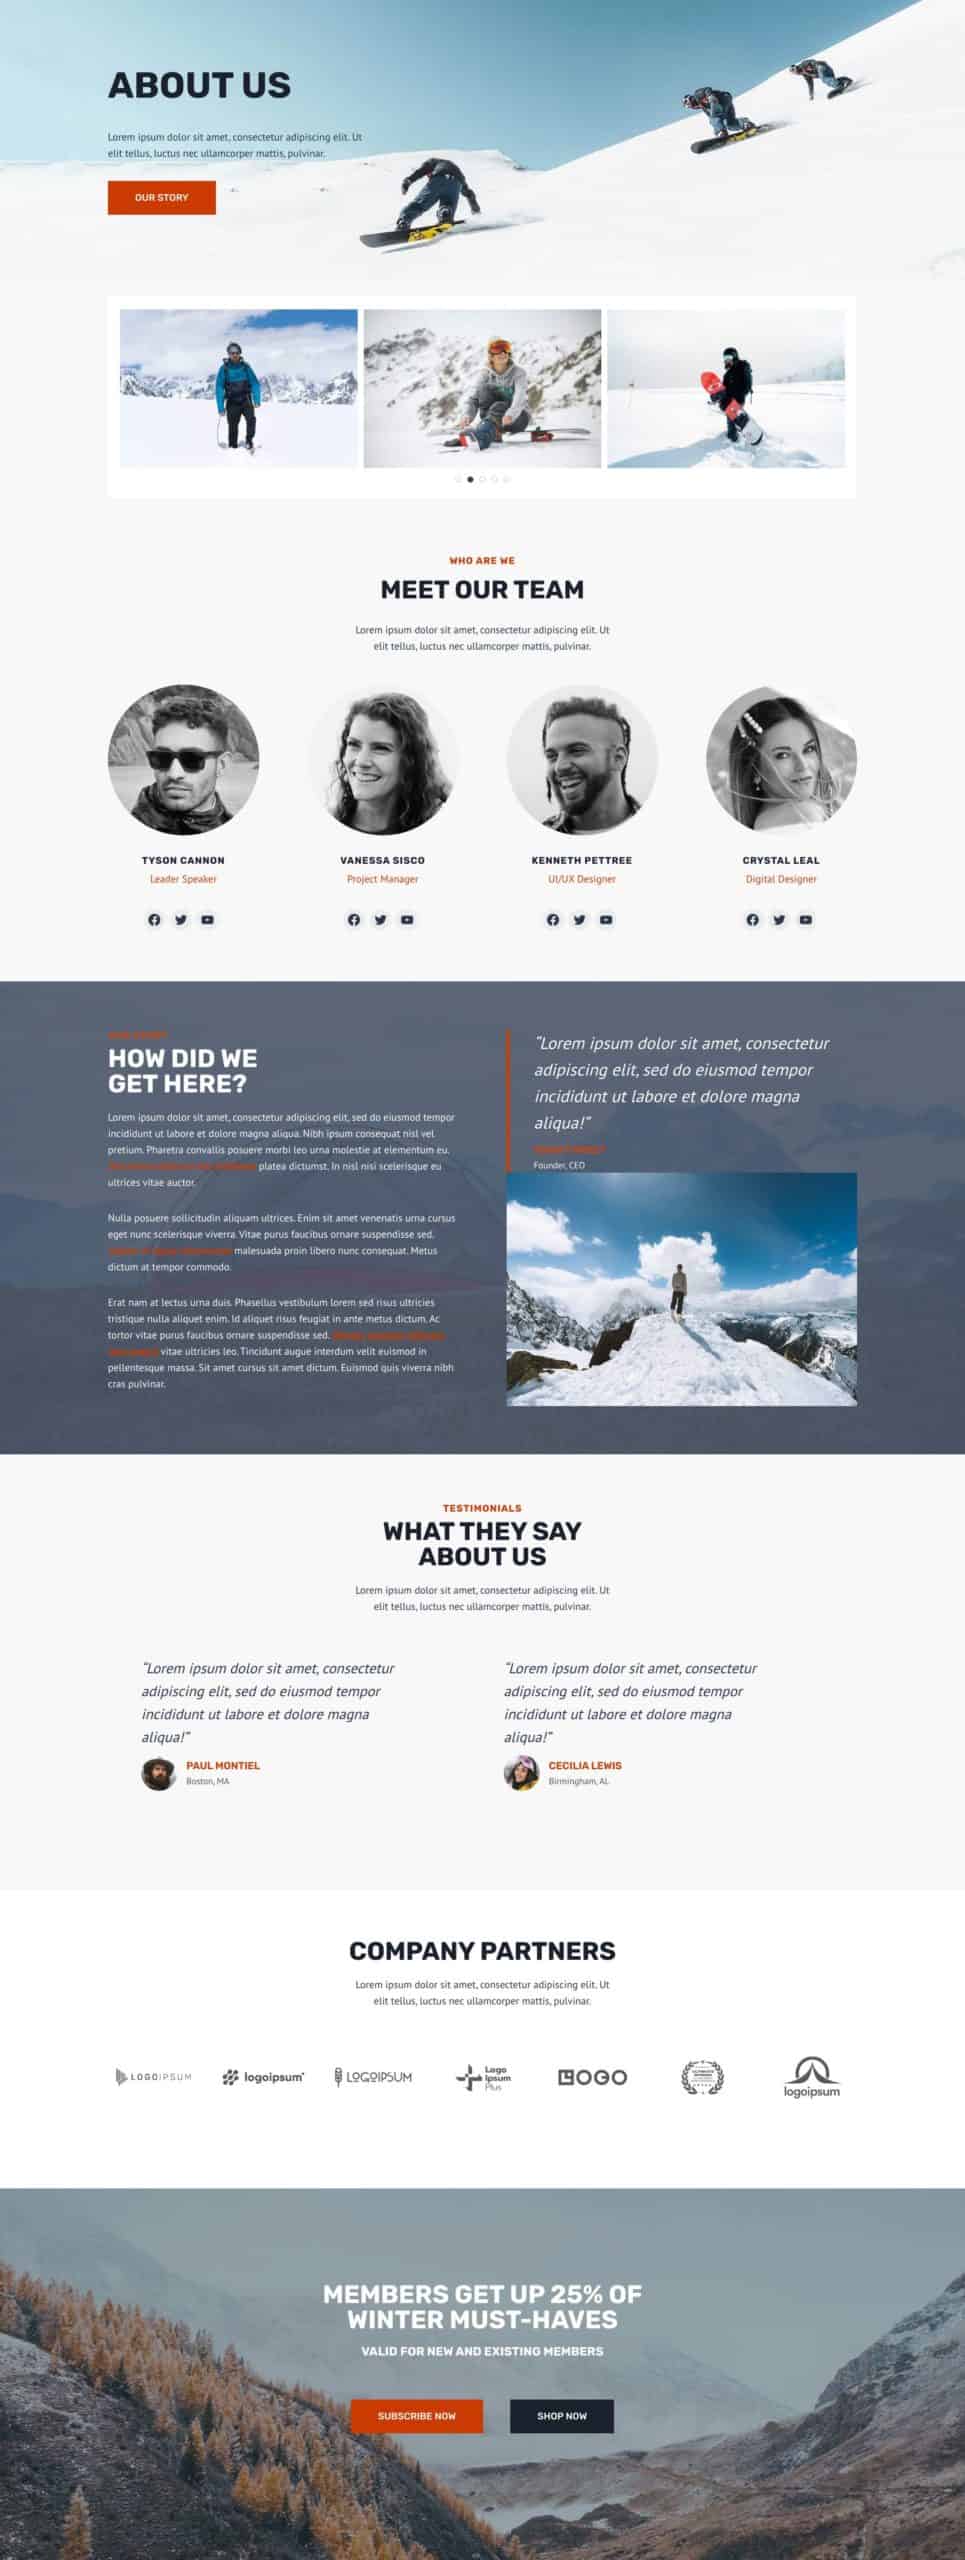 ABOUT US
Lorem ipsum dolor sit amet, consectetur adipiscing elit. Ut
elit tellus, luctus nec ullamcorper mattis, pulvinar.
OUR STORY
WHO ARE WE
MEET OUR TEAM
Lorem ipsum dolor sit amet, consectetur adipiscing elit. Ut
elit tellus, luctus nec ullamcorper mattis, pulvinar.
TYSON CANNON
Leader Speaker
VANESSA SISCO
Project Manager
KENNETH PETTREE
UI/UX Designer
CRYSTAL LEAL
Digital Designer
HOW DID WE
GET HERE?
Lorem ipsum dolor sit amet, consectetur adipiscing elit, sed do eiusmod tempor
incididunt ut labore et dolore magna aliqua. Nibh ipsum consequat nisl vel
pretium. Pharetra convallis posuere morbi leo urna molestie at elementum eu.
platea dictumst. In nisl nisi scelerisque eu
ultrices vitae auctor.
Nulla posuere sollicitudin aliquam ultrices. Enim sit amet venenatis urna cursus
eget nunc scelerisque viverra. Vitae purus faucibus ornare suspendisse sed.
malesuada proin libero nunc consequat. Metus
dictum at tempor commodo.
Erat nam at lectus urna duis. Phasellus vestibulum lorem sed risus ultricies
tristique nulla aliquet enim. Id aliquet risus feugiat in ante metus dictum. Ac
tortor vitae purus faucibus ornare suspendisse sed.
vitae ultricies leo. Tincidunt augue interdum velit euismod in
pellentesque massa. Sit amet cursus sit amet dictum. Euismod quis viverra nibh
cras pulvinar.
“Lorem ipsum dolor sit amet, consectetur
adipiscing elit, sed do eiusmod tempor
incididunt ut labore et dolore magna
aliqua!”
Founder, CEO
TESTIMONIALS
WHAT THEY SAY
ABOUT US
Lorem ipsum dolor sit amet, consectetur adipiscing elit. Ut
elit tellus, luctus nec ullamcorper mattis, pulvinar.
“Lorem ipsum dolor sit amet, consectetur
adipiscing elit, sed do eiusmod tempor
incididunt ut labore et dolore magna
aliqua!”
PAUL MONTIEL
Boston, MA
“Lorem ipsum dolor sit amet, consectetur
adipiscing elit, sed do eiusmod tempor
incididunt ut labore et dolore magna
aliqua!”
CECILIA LEWIS
Birmingham, AL
COMPANY PARTNERS
Lorem ipsum dolor sit amet, consectetur adipiscing elit. Ut
elit tellus, luctus nec ullamcorper mattis, pulvinar.
LOGOIPSUM
logoipsum
LOGOIPSUM
Logo
Ipsum
Plus
LOGO
logoipsum
MEMBERS GET UP 25% OF
WINTER MUST-HAVES
VALID FOR NEW AND EXISTING MEMBERS
SUBSCRIBE NOW
SHOP NOW